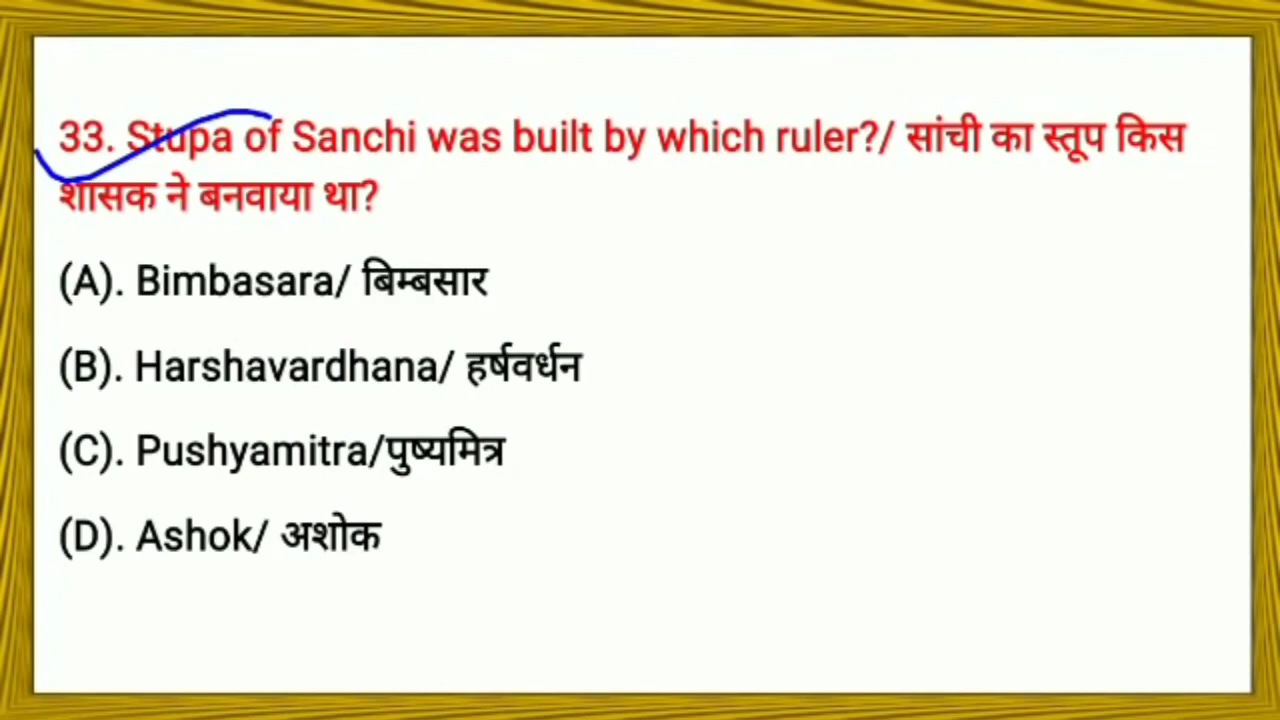 33. Stupa of Sanchi was built by which ruler?/ सांची का स्तूप किस
शासक ने बनवाया था?
(A). Bimbasara/ बिम्बसार
(B). Harshavardhana/ हर्षवर्धन
(C). Pushyamitra/पुष्यमित्र
(D). Ashok/ अशोक